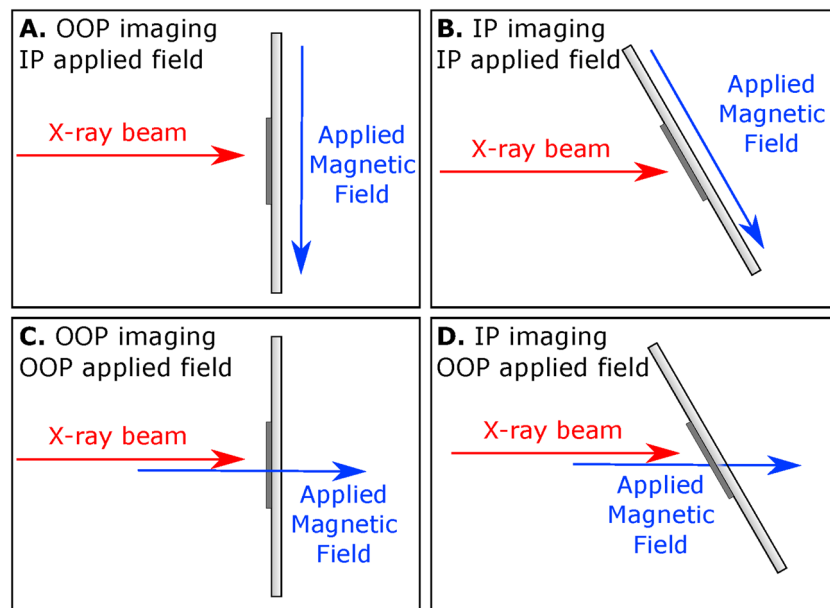 A. OOP imaging
IP applied field
X-ray beam
Applied
Magnetic
Field
B. IP imaging
IP applied field
X-ray beam
Applied
Magnetic
Field
C. OOP imaging
OOP applied field
X-ray beam
Applied
Magnetic
Field
D. IP imaging
OOP applied field
X-ray beam
Applied
Magnetic
Field